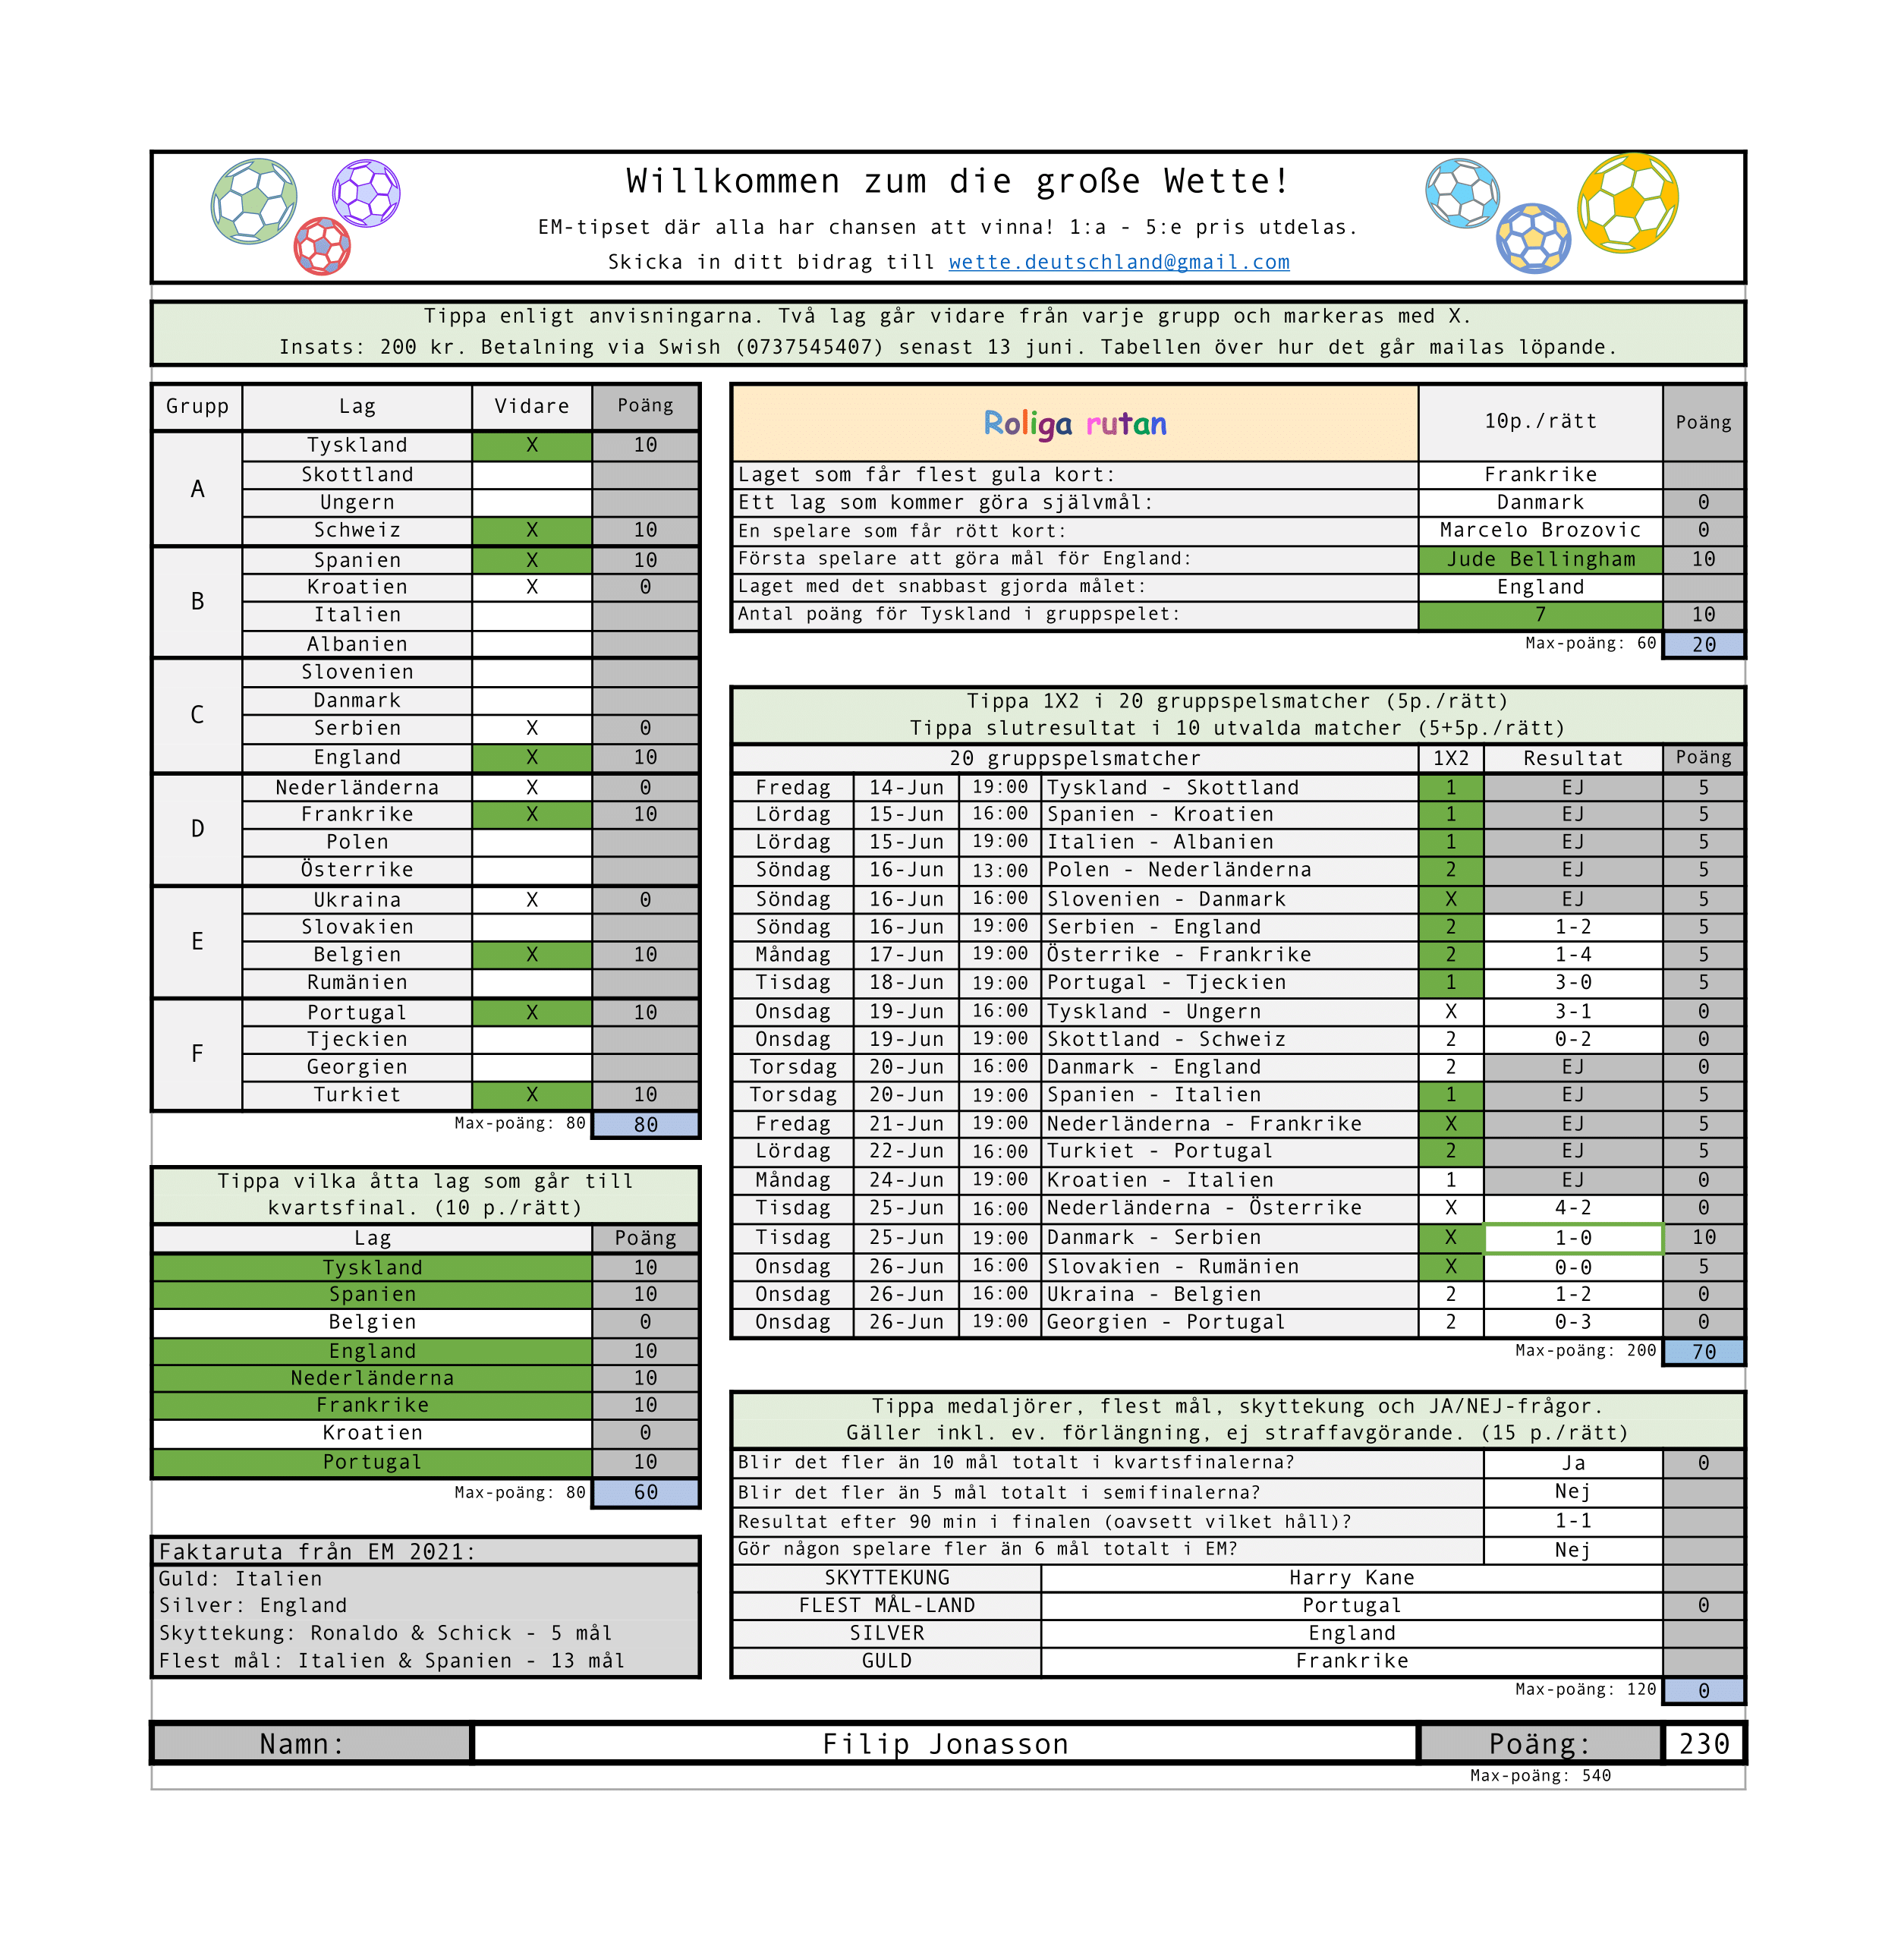 Willkommen zum die große Wette!
EM-tipset där alla har chansen att vinna! 1:a - 5:e pris utdelas.
Skicka in ditt bidrag till wette.deutschland@gmail.com
Tippa enligt anvisningarna. Två lag går vidare från varje grupp och markeras med X.
Insats: 200 kr. Betalning via Swish (0737545407) senast 13 juni. Tabellen över hur det går mailas löpande.
Grupp Lag Vidare Poäng
A
Tyskland X 10
Skottland
Ungern
Schweiz X 10
B
Spanien X 10
Kroatien X 0
Italien
Albanien
C
Slovenien
Danmark
Serbien X 0
England X 10
D
Nederländerna X 0
Frankrike X 10
Polen
Österrike
E
Ukraina X 0
Slovakien
Belgien X 10
Rumänien
F
Portugal X 10
Tjeckien
Georgien
Turkiet X 10
Max-poäng: 80 80
Tippa vilka åtta lag som går till
kvartsfinal. (10 p./rätt)
Lag Poäng
Tyskland 10
Spanien 10
Belgien 0
England 10
Nederländerna 10
Frankrike 10
Kroatien 0
Portugal 10
Max-poäng: 80 60
Faktaruta från EM 2021:
Guld: Italien
Silver: England
Skyttekung: Ronaldo & Schick - 5 mål
Flest mål: Italien & Spanien - 13 mål
Roliga rutan 10p./rätt Poäng
Laget som får flest gula kort: Frankrike
Ett lag som kommer göra självmål: Danmark 0
En spelare som får rött kort: Marcelo Brozovic 0
Första spelare att göra mål för England: Jude Bellingham 10
Laget med det snabbast gjorda målet: England
Antal poäng för Tyskland i gruppspelet: 7 10
Max-poäng: 60 20
Tippa 1X2 i 20 gruppspelsmatcher (5p./rätt)
Tippa slutresultat i 10 utvalda matcher (5+5p./rätt)
20 gruppspelsmatcher 1X2 Resultat Poäng
Fredag 14-Jun 19:00 Tyskland - Skottland 1 EJ 5
Lördag 15-Jun 16:00 Spanien - Kroatien 1 EJ 5
Lördag 15-Jun 19:00 Italien - Albanien 1 EJ 5
Söndag 16-Jun 13:00 Polen - Nederländerna 2 EJ 5
Söndag 16-Jun 16:00 Slovenien - Danmark X EJ 5
Söndag 16-Jun 19:00 Serbien - England 2 1-2 5
Måndag 17-Jun 19:00 Österrike - Frankrike 2 1-4 5
Tisdag 18-Jun 19:00 Portugal - Tjeckien 1 3-0 5
Onsdag 19-Jun 16:00 Tyskland - Ungern X 3-1 0
Onsdag 19-Jun 19:00 Skottland - Schweiz 2 0-2 0
Torsdag 20-Jun 16:00 Danmark - England 2 EJ 0
Torsdag 20-Jun 19:00 Spanien - Italien 1 EJ 5
Fredag 21-Jun 19:00 Nederländerna - Frankrike X EJ 5
Lördag 22-Jun 16:00 Turkiet - Portugal 2 EJ 5
Måndag 24-Jun 19:00 Kroatien - Italien 1 EJ 0
Tisdag 25-Jun 16:00 Nederländerna - Österrike X 4-2 0
Tisdag 25-Jun 19:00 Danmark - Serbien X 1-0 10
Onsdag 26-Jun 16:00 Slovakien - Rumänien X 0-0 5
Onsdag 26-Jun 16:00 Ukraina - Belgien 2 1-2 0
Onsdag 26-Jun 19:00 Georgien - Portugal 2 0-3 0
Max-poäng: 200 70
Tippa medaljörer, flest mål, skyttekung och JA/NEJ-frågor.
Gäller inkl. ev. förlängning, ej straffavgörande. (15 p./rätt)
Blir det fler än 10 mål totalt i kvartsfinalerna? Ja 0
Blir det fler än 5 mål totalt i semifinalerna? Nej
Resultat efter 90 min i finalen (oavsett vilket håll)? 1-1
Gör någon spelare fler än 6 mål totalt i EM? Nej
SKYTTEKUNG Harry Kane
FLEST MÅL-LAND Portugal 0
SILVER England
GULD Frankrike
Max-poäng: 120 0
Namn: Filip Jonasson Poäng: 230
Max-poäng: 540